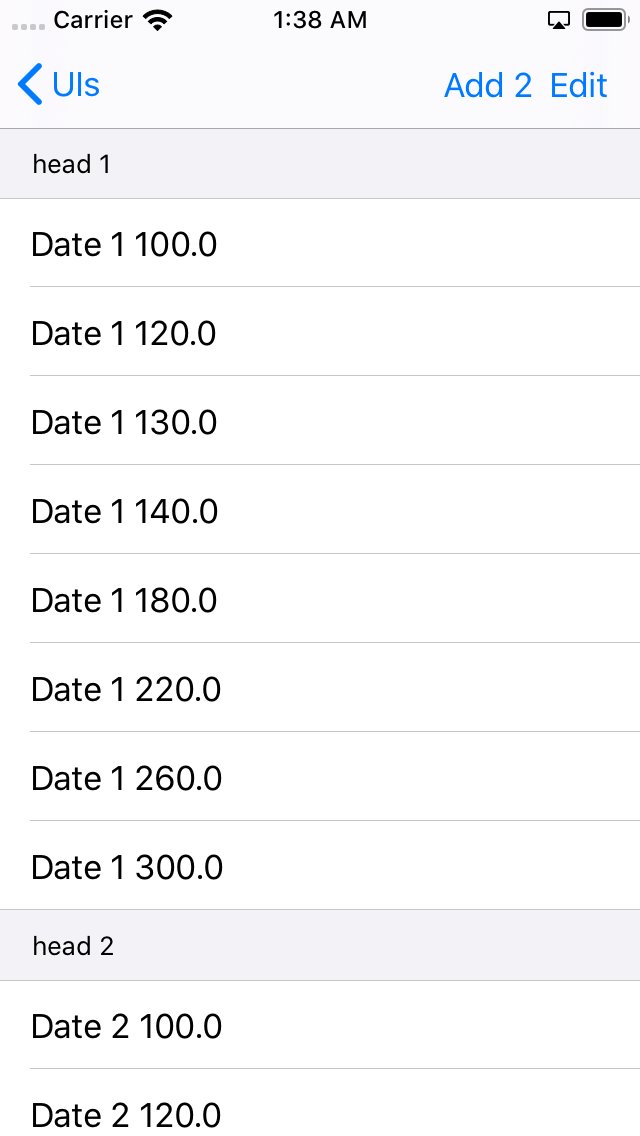 Carrier 1:38 AM
UIs Add 2 Edit
head 1
Date 1 100.0
Date 1 120.0
Date 1 130.0
Date 1 140.0
Date 1 180.0
Date 1 220.0
Date 1 260.0
Date 1 300.0
head 2
Date 2 100.0
Date 2 120.0